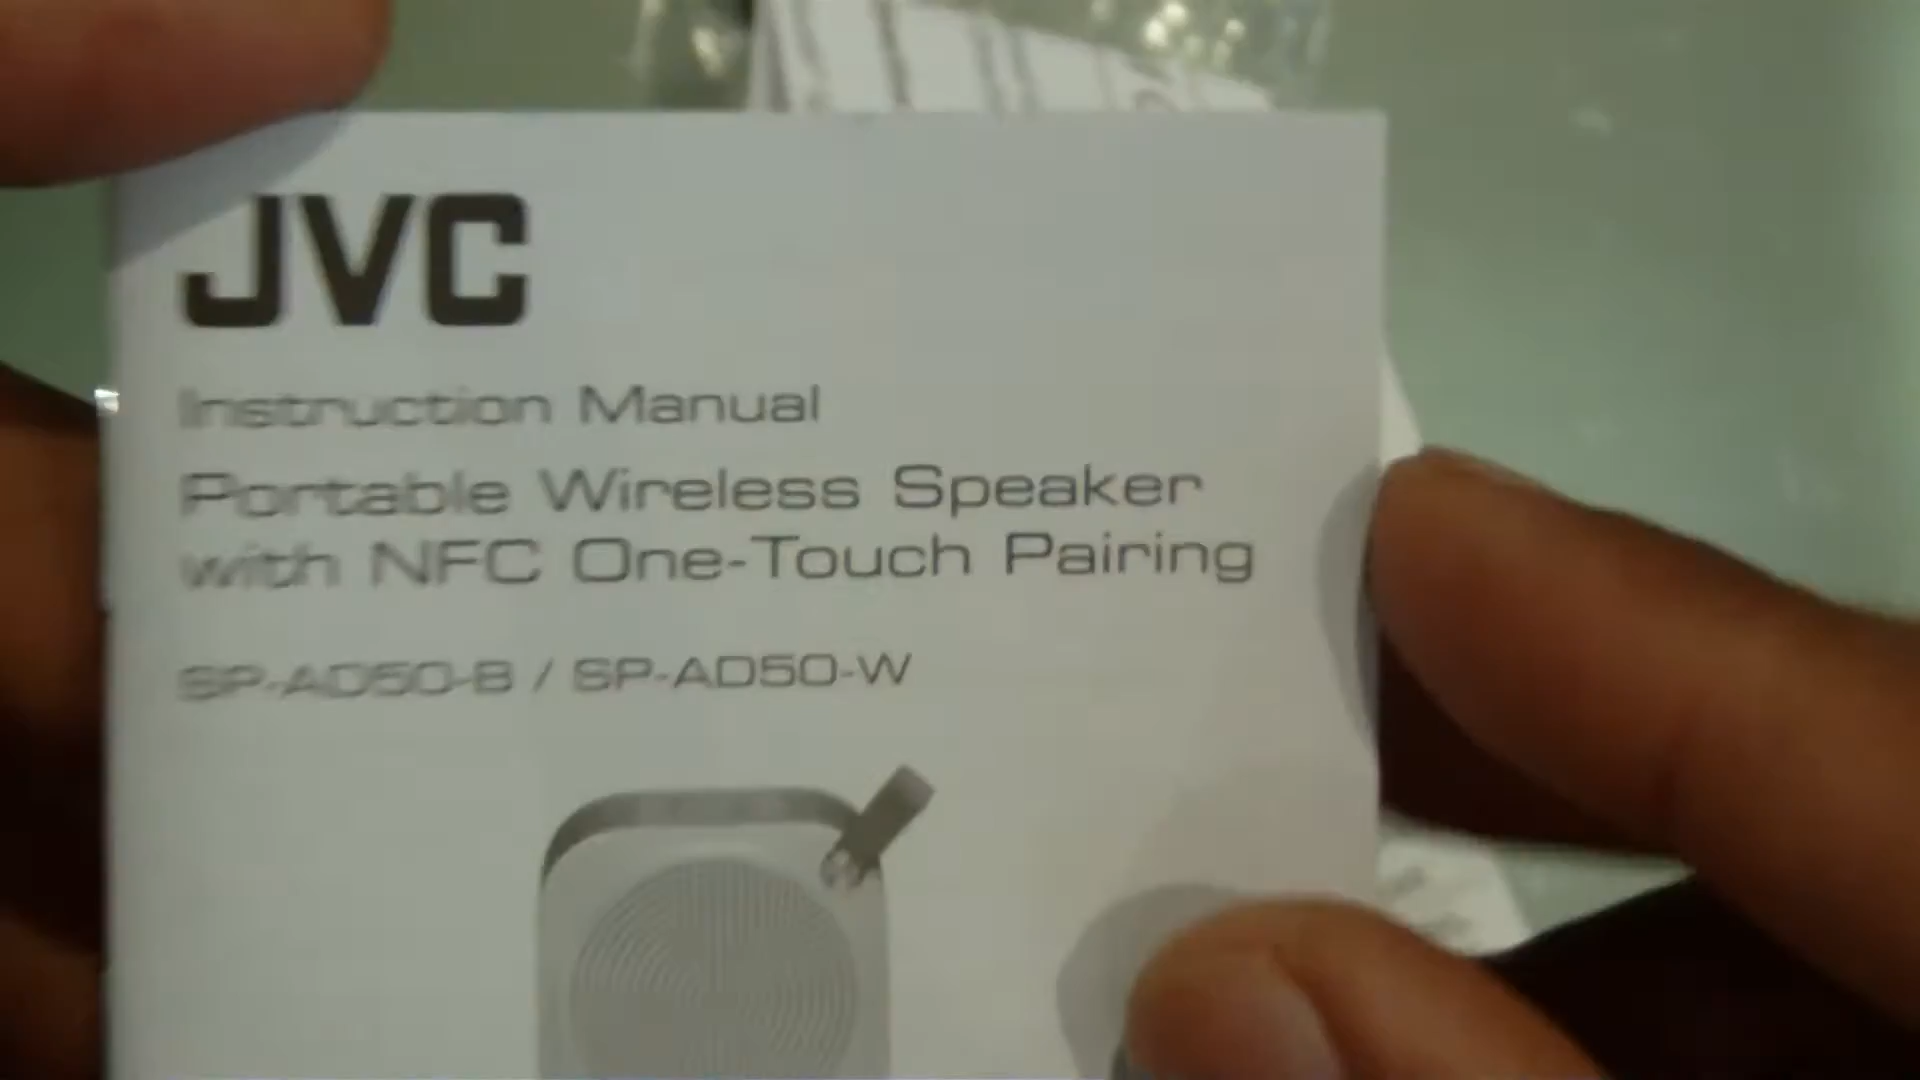 JVC
Instruction Manual
Portable Wireless Speaker
with NFC One-Touch Pairing
SP-AD50-B / SP-AD50-W